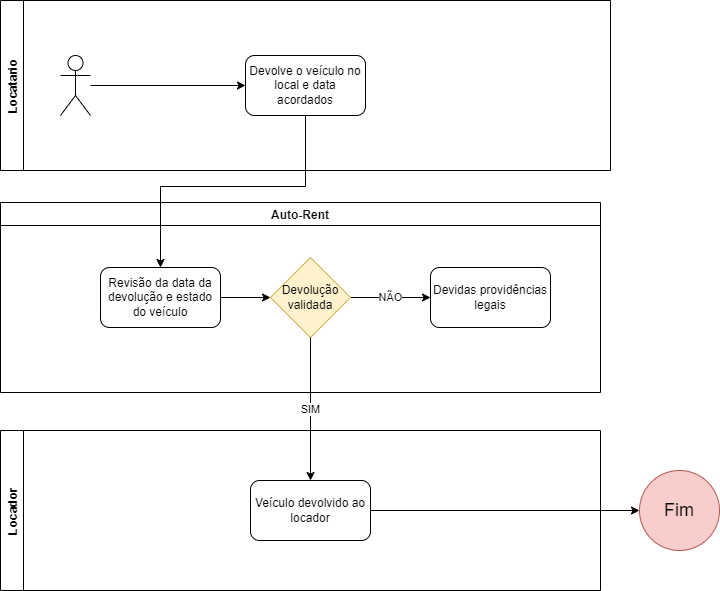 Locatario
Devolve o veículo no
local e data
acordados
Auto-Rent
Revisão da data da
devolução e estado
do veículo
Devolução
validada
NÃO
Devidas providências
legais
SIM
Locador
Veículo devolvido ao
locador
Fim